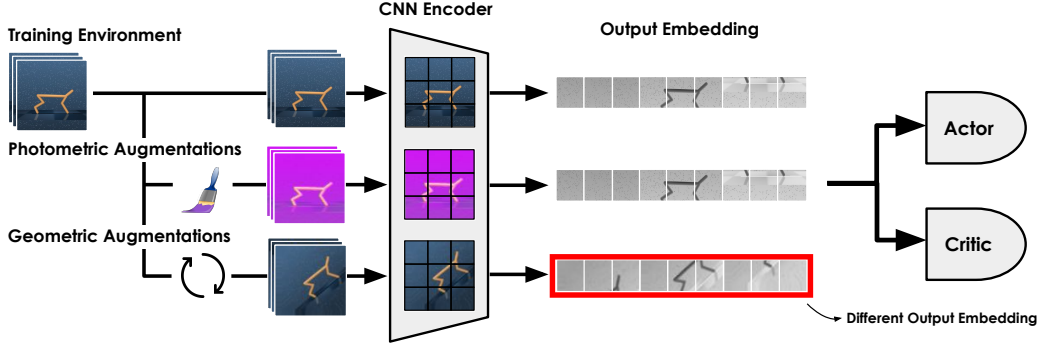 CNN Encoder
Training Environment
Output Embedding
Photometric Augmentations
Actor
Geometric Augmentations
Critic
Different Output Embedding